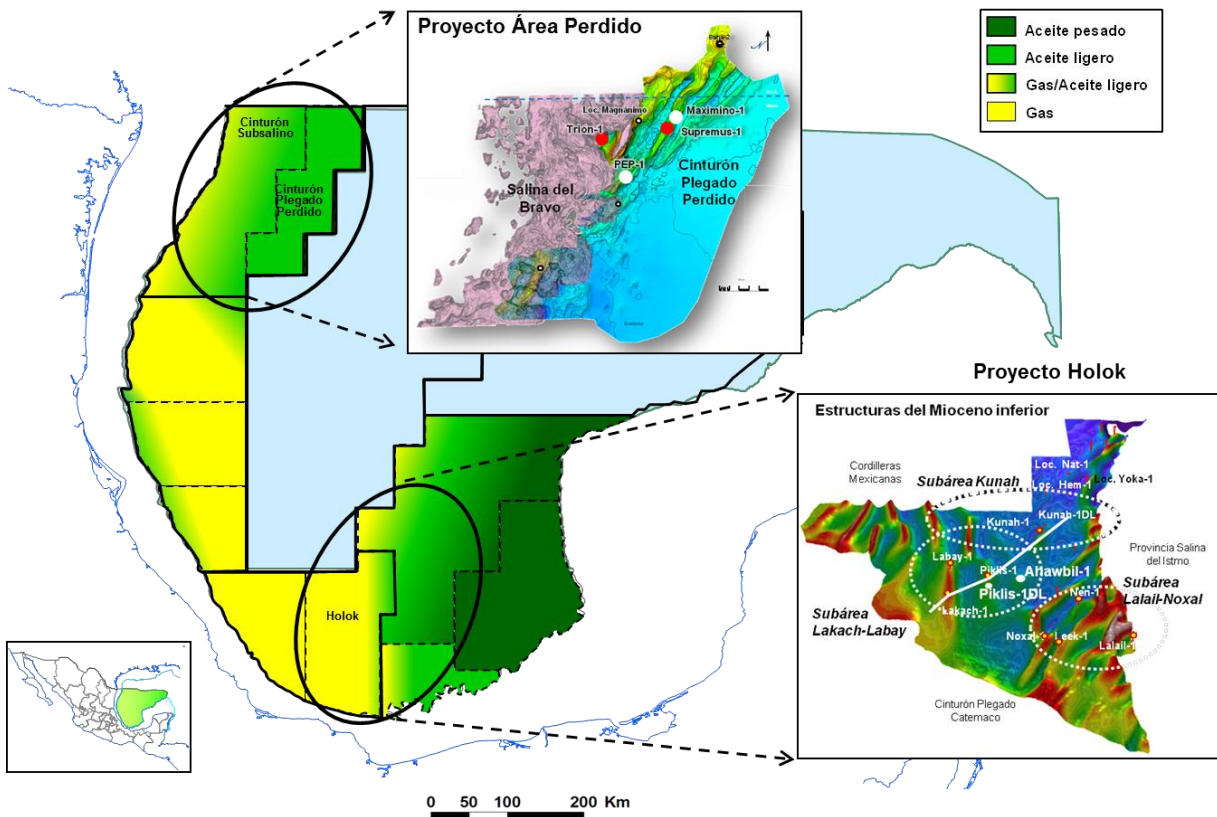 Proyecto Área Perdido
N
Loc. Magnánimo
Maximino-1
Trion-1
Supremus-1
PEP-1
Cinturón
Plegado
Perdido
Salina del
Bravo
Aceite pesado
Aceite ligero
Gas/Aceite ligero
Gas
Cinturón
Subsalino
Cinturón
Plegado
Perdido
Holok
Proyecto Holok
Estructuras del Mioceno inferior
Cordilleras
Mexicanas
Subárea Kunah
Loc. Nat-1
Loc. Hem-1
Loc. Yoka-1
Kunah-1
Kunah-1DL
Provincia Salina
del Istmo
Labay-1
Piklis-1
Ahawbil-1
Piklis-1DL
Lakach-1
Nen-1
Subárea
Lalail-Noxal
Subárea
Lakach-Labay
Noxal-1
Leek-1
Lalail-1
Cinturón Plegado
Catemaco
0 50 100 200 Km